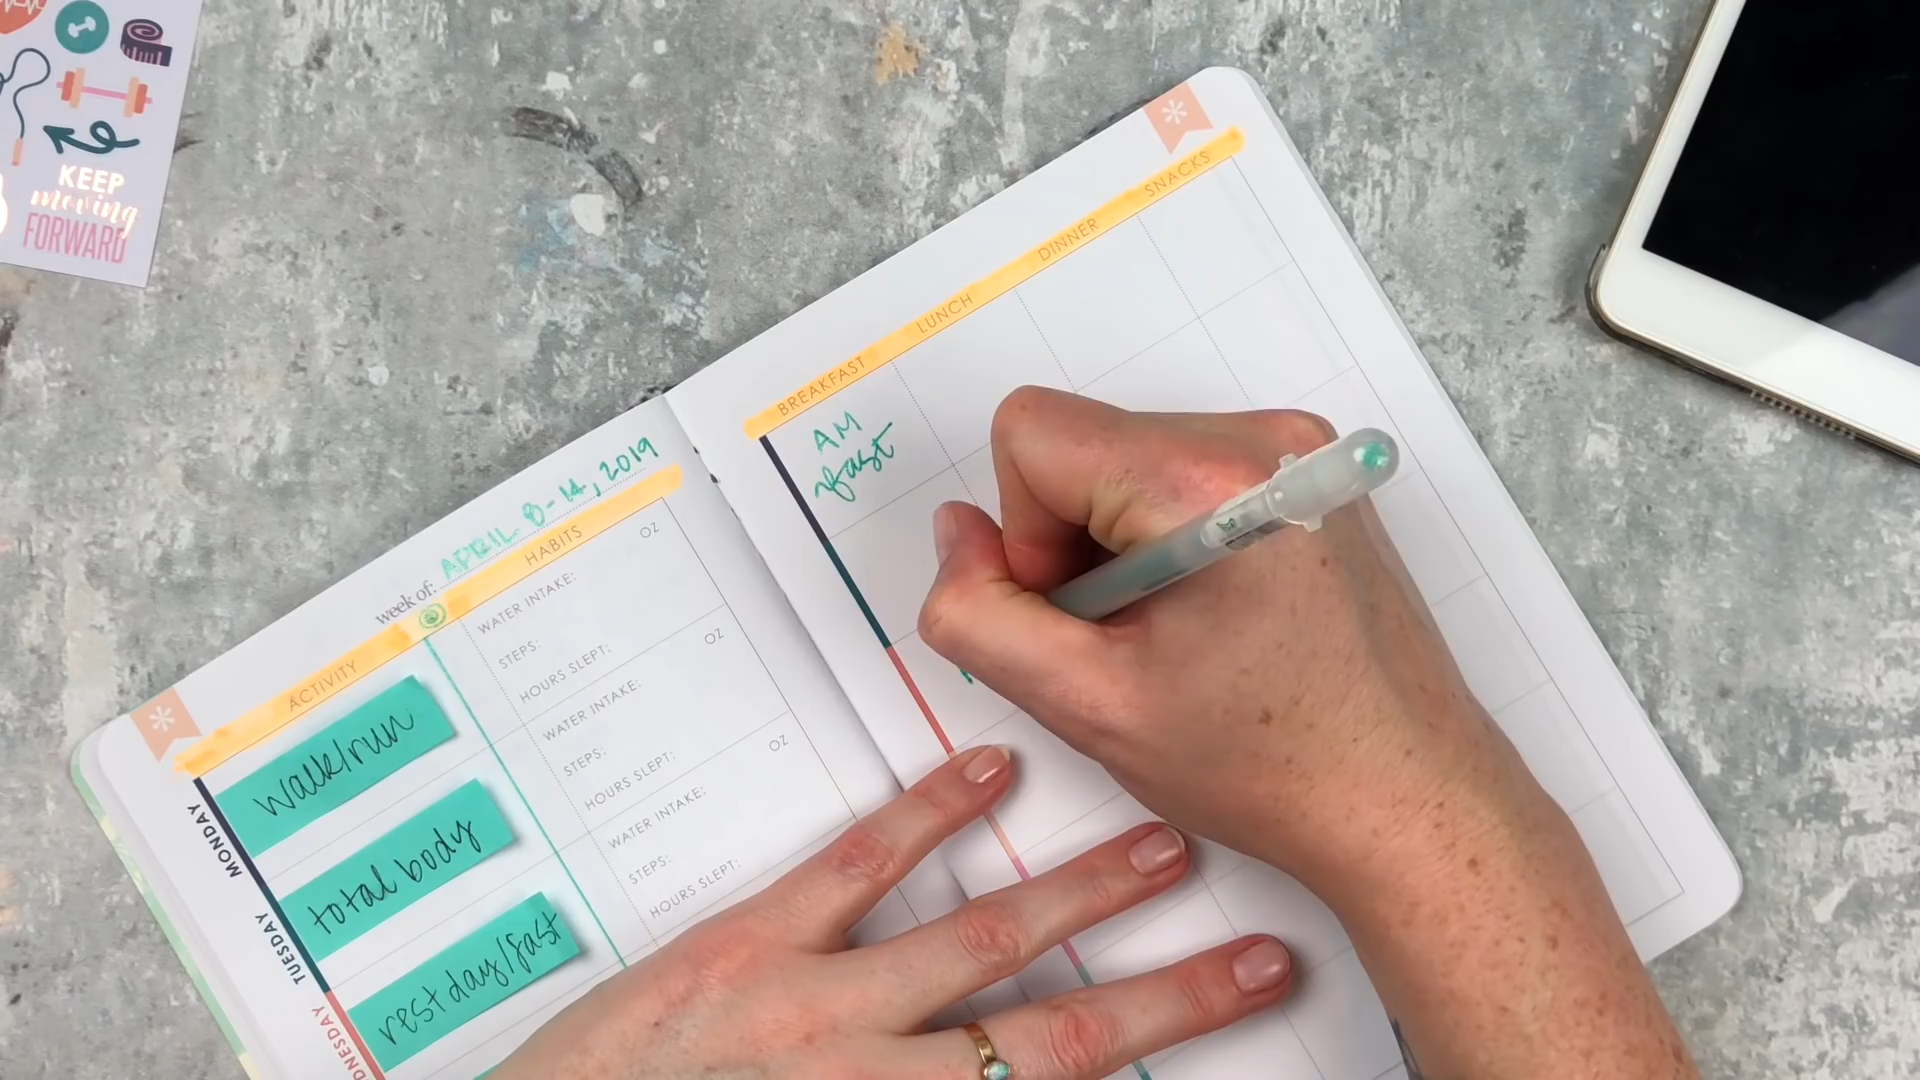 KEEP
moving
FORWARD
week of: APRIL 8-14, 2019
ACTIVITY
HABITS
MONDAY
walk/run
WATER INTAKE: OZ
STEPS:
HOURS SLEPT:
TUESDAY
total body
WATER INTAKE: OZ
STEPS:
HOURS SLEPT:
rest day/fast
WATER INTAKE: OZ
STEPS:
HOURS SLEPT:
BREAKFAST
LUNCH
DINNER
SNACKS
AM
fast